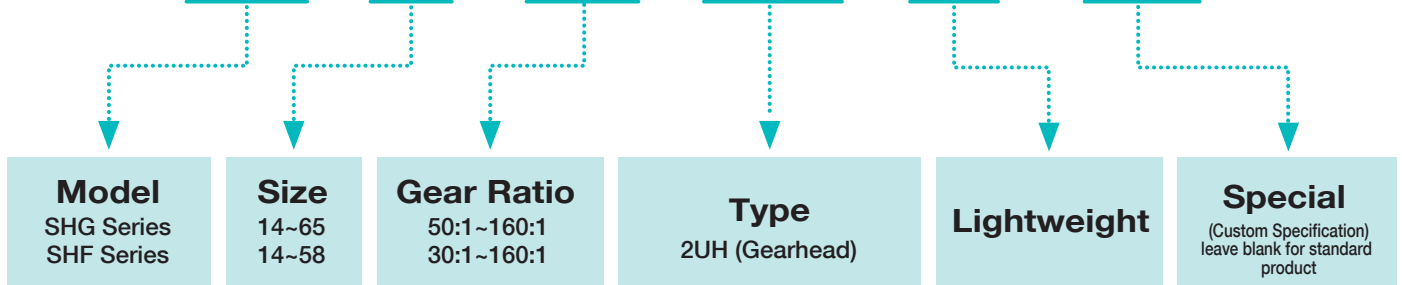 Model
SHG Series
SHF Series
Size
14~65
14~58
Gear Ratio
50:1~160:1
30:1~160:1
Type
2UH (Gearhead)
Lightweight
Special
(Custom Specification)
leave blank for standard
product